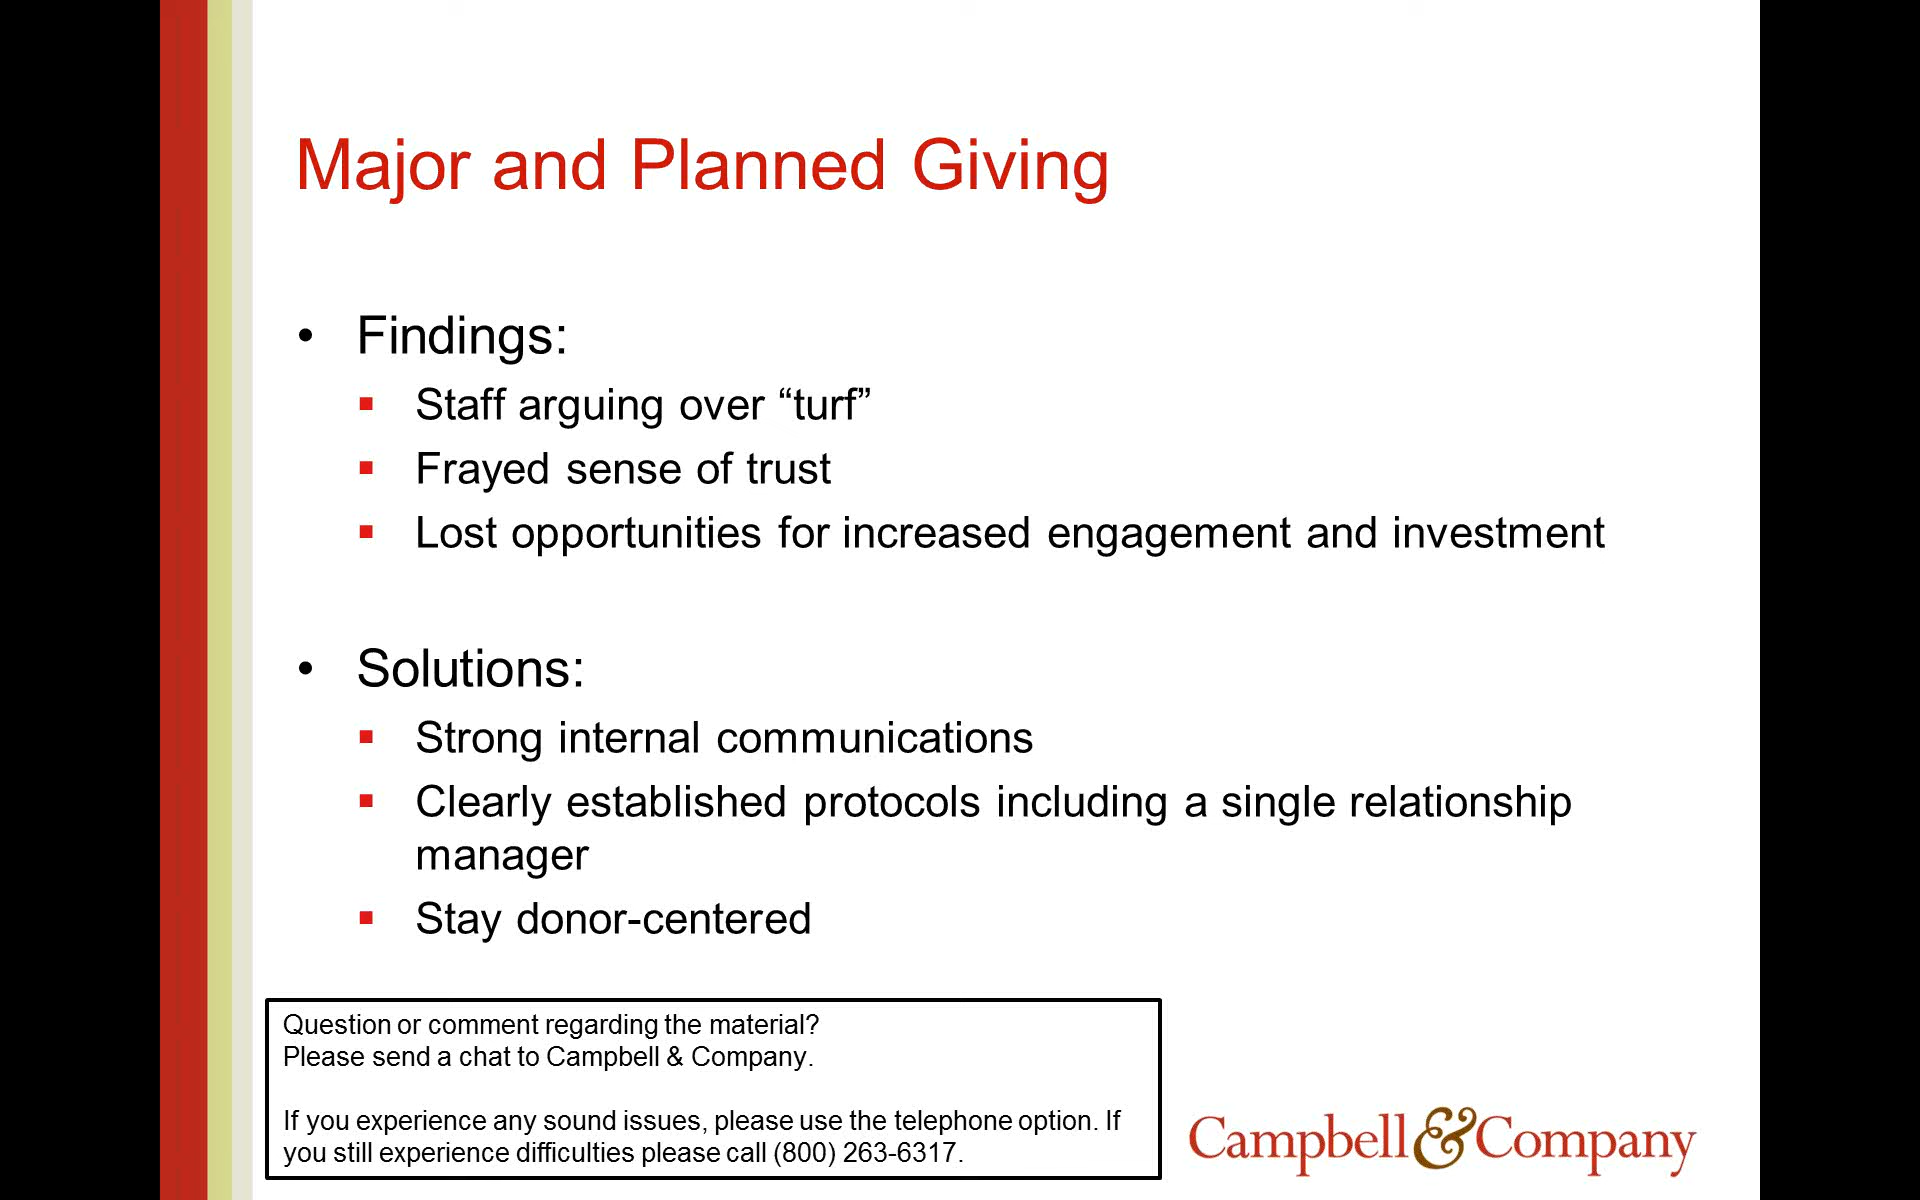 Major and Planned Giving
• Findings:
▪ Staff arguing over “turf”
▪ Frayed sense of trust
▪ Lost opportunities for increased engagement and investment
• Solutions:
▪ Strong internal communications
▪ Clearly established protocols including a single relationship
manager
▪ Stay donor-centered
Question or comment regarding the material?
Please send a chat to Campbell & Company.
If you experience any sound issues, please use the telephone option. If
you still experience difficulties please call (800) 263-6317.
Campbell&Company